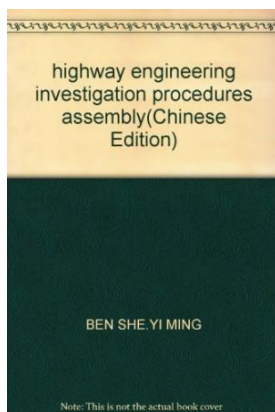 highway engineering
investigation procedures
assembly(Chinese
Edition)
BEN SHE.YI MING
Note: This is not the actual book cover